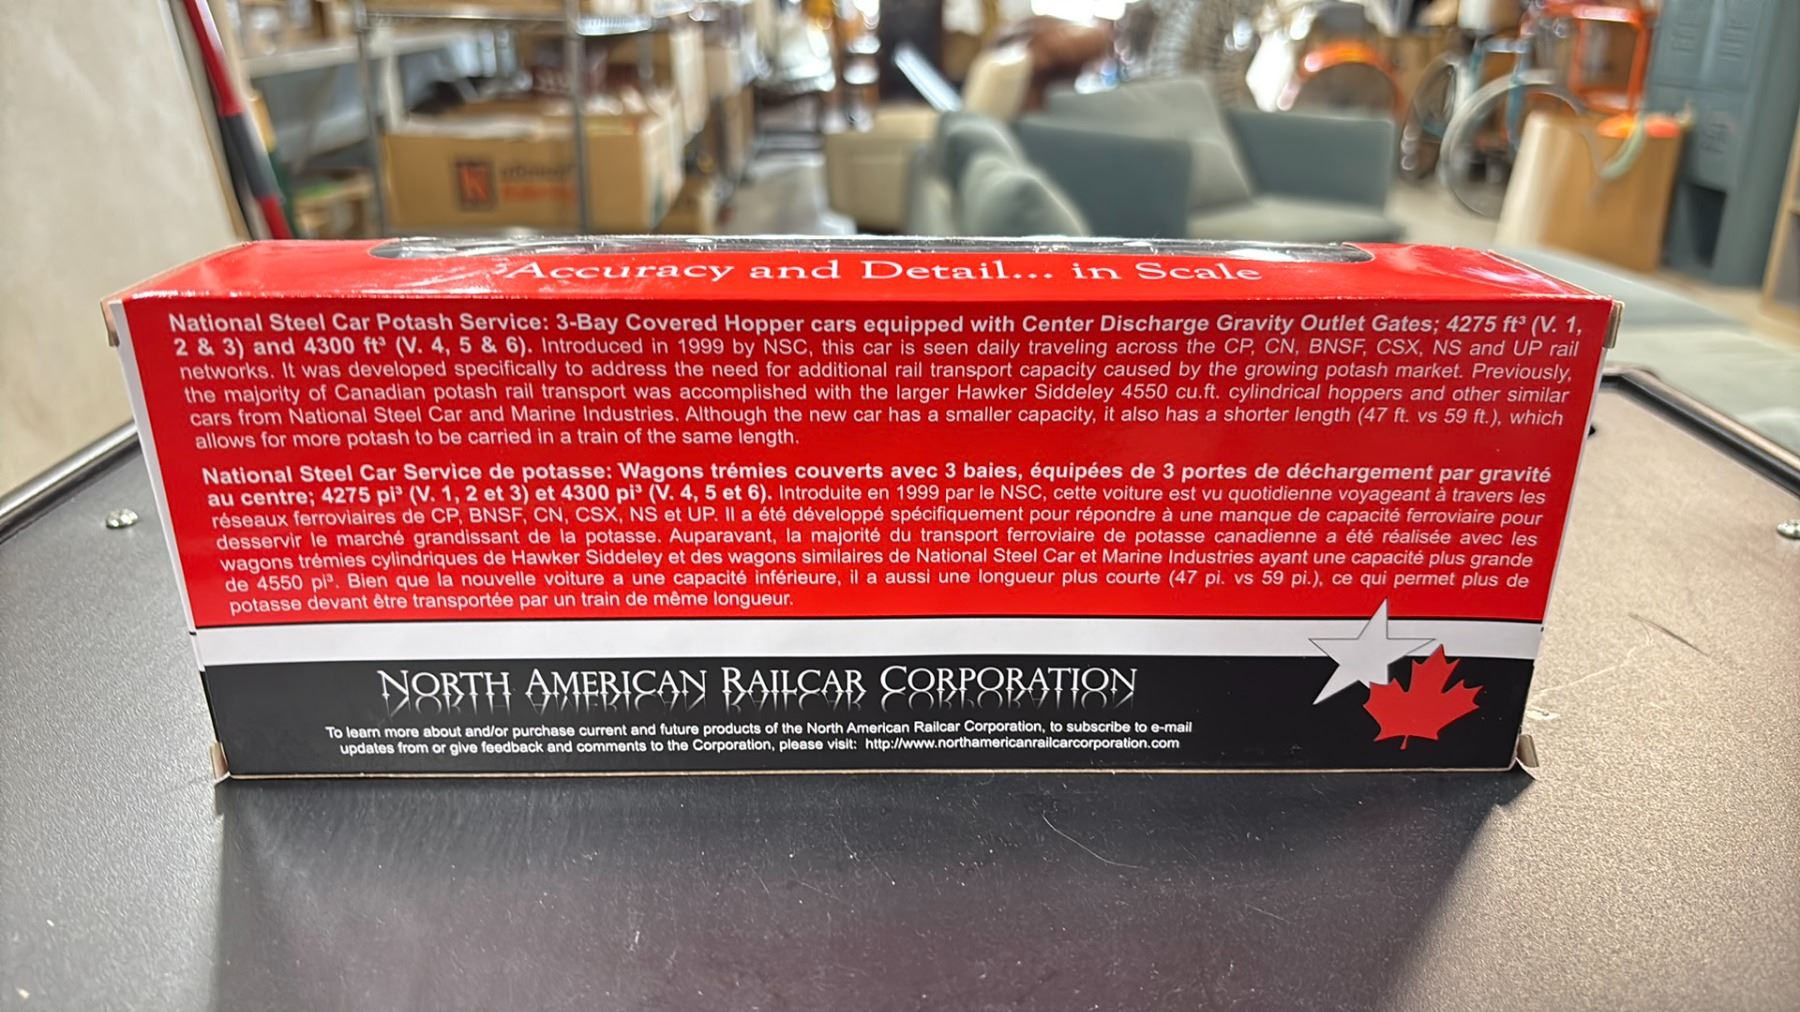 Accuracy and Detail... in Scale
National Steel Car Potash Service: 3-Bay Covered Hopper cars equipped with Center Discharge Gravity Outlet Gates; 4275 ft³ (V. 1,
2 & 3) and 4300 ft³ (V. 4, 5 & 6). Introduced in 1999 by NSC, this car is seen daily traveling across the CP, CN, BNSF, CSX, NS and UP rail
networks. It was developed specifically to address the need for additional rail transport capacity caused by the growing potash market. Previously,
the majority of Canadian potash rail transport was accomplished with the larger Hawker Siddeley 4550 cu.ft. cylindrical hoppers and other similar
cars from National Steel Car and Marine Industries. Although the new car has a smaller capacity, it also has a shorter length (47 ft. vs 59 ft.), which
allows for more potash to be carried in a train of the same length.
National Steel Car Service de potasse: Wagons trémies couverts avec 3 baies, équipées de 3 portes de déchargement par gravité
au centre; 4275 pi³ (V. 1, 2 et 3) et 4300 pi³ (V. 4, 5 et 6). Introduite en 1999 par le NSC, cette voiture est vu quotidienne voyageant à travers les
réseaux ferroviaires de CP, BNSF, CN, CSX, NS et UP. Il a été développé spécifiquement pour répondre à une manque de capacité ferroviaire pour
desservir le marché grandissant de la potasse. Auparavant, la majorité du transport ferroviaire de potasse canadienne a été réalisée avec les
wagons trémies cylindriques de Hawker Siddeley et des wagons similaires de National Steel Car et Marine Industries ayant une capacité plus grande
de 4550 pi³. Bien que la nouvelle voiture a une capacité inférieure, il a aussi une longueur plus courte (47 pi. vs 59 pi.), ce qui permet plus de
potasse devant être transportée par un train de même longueur.
NORTH AMERICAN RAILCAR CORPORATION
To learn more about and/or purchase current and future products of the North American Railcar Corporation, to subscribe to e-mail
updates from or give feedback and comments to the Corporation, please visit: http://www.northamericanrailcarcorporation.com